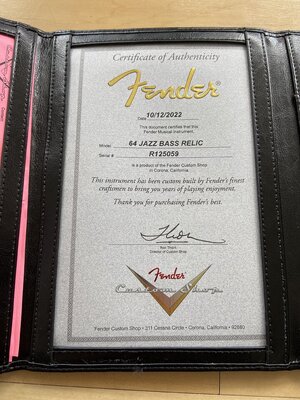 Certificate of Authenticity
Fender
Date 10/12/2022
This document certifies that this
Fender Musical Instrument,
Model 64 JAZZ BASS RELIC
Serial # R125059
is a product of the Fender Custom Shop
in Corona, California.
This instrument has been custom built by Fender's finest
craftsmen to bring you years of playing enjoyment.
Thank you for purchasing Fender's best.
Ron Thorn
Director of Custom Shop
Fender
Custom Shop
Fender Custom Shop • 311 Cessna Circle • Corona, California • 92880